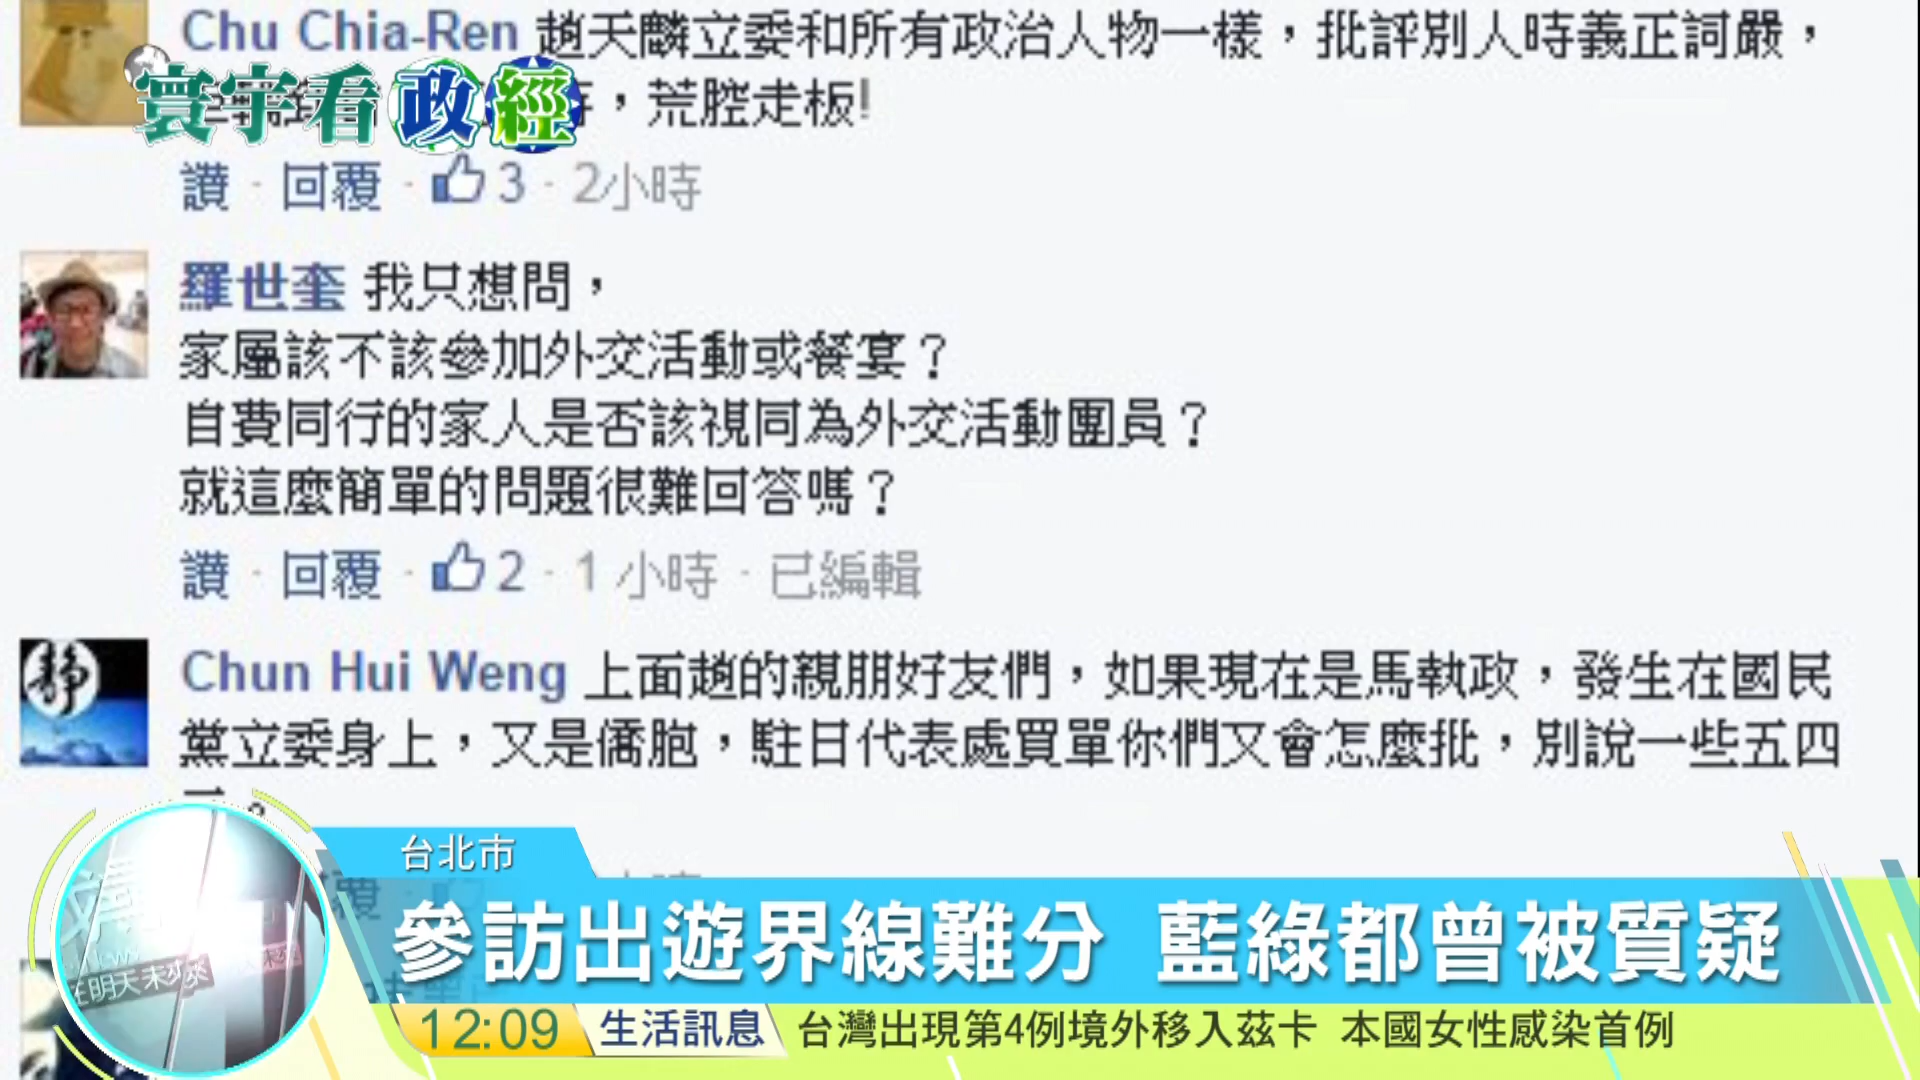 Chu Chia-Ren 趙天麟立委和所有政治人物一樣，批評別人時義正詞嚴，
，荒腔走板!
寰宇看政經
讚 · 回覆 · 3 · 2小時
羅世奎 我只想問，
家屬該不該參加外交活動或餐宴？
自費同行的家人是否該視同為外交活動團員？
就這麼簡單的問題很難回答嗎？
讚 · 回覆 · 2 · 1 小時 · 已編輯
靜
Chun Hui Weng 上面趙的親朋好友們，如果現在是馬執政，發生在國民
黨立委身上，又是僑胞，駐日代表處買單你們又會怎麼批，別說一些五四
三。
台北市
參訪出遊界線難分 藍綠都曾被質疑
明天未來
12:09 生活訊息 台灣出現第4例境外移入茲卡 本國女性感染首例